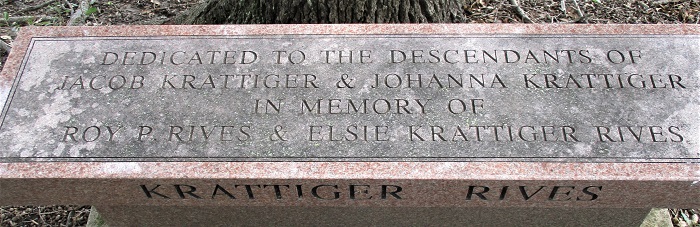 DEDICATED TO THE DESCENDANTS OF
JACOB KRATTIGER & JOHANNA KRATTIGER
IN MEMORY OF
ROY P. RIVES & ELSIE KRATTIGER RIVES
KRATTIGER RIVES